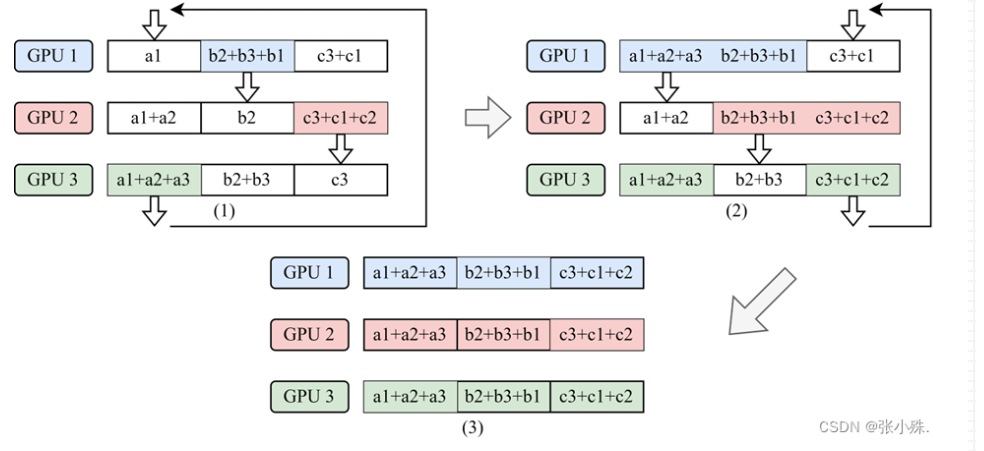 GPU 1 a1 b2+b3+b1 c3+c1
GPU 2 a1+a2 b2 c3+c1+c2
GPU 3 a1+a2+a3 b2+b3 c3
(1)
GPU 1 a1+a2+a3 b2+b3+b1 c3+c1
GPU 2 a1+a2 b2+b3+b1 c3+c1+c2
GPU 3 a1+a2+a3 b2+b3 c3+c1+c2
(2)
GPU 1 a1+a2+a3 b2+b3+b1 c3+c1+c2
GPU 2 a1+a2+a3 b2+b3+b1 c3+c1+c2
GPU 3 a1+a2+a3 b2+b3+b1 c3+c1+c2
(3)
CSDN @张小殊.